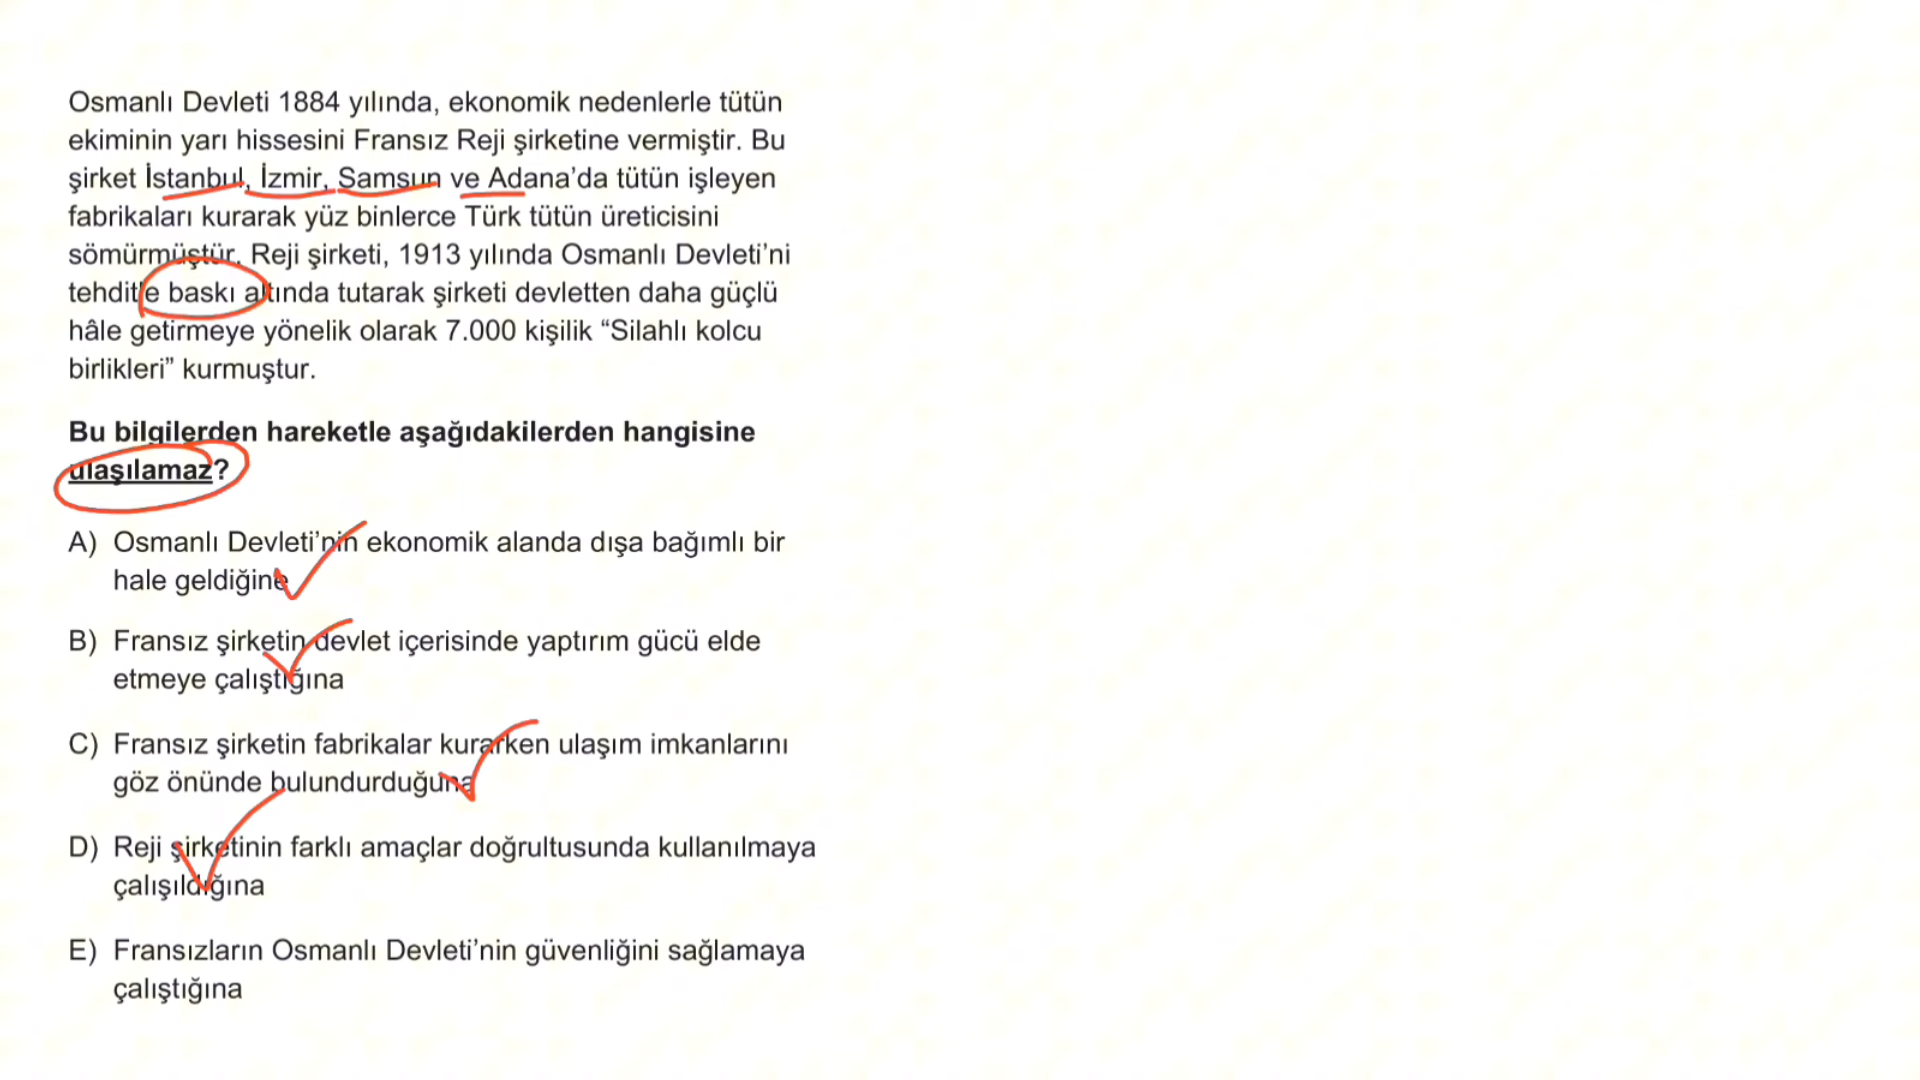 Osmanlı Devleti 1884 yılında, ekonomik nedenlerle tütün
ekiminin yarı hissesini Fransız Reji şirketine vermiştir. Bu
şirket İstanbul, İzmir, Samsun ve Adana’da tütün işleyen
fabrikaları kurarak yüz binlerce Türk tütün üreticisini
sömürmüştür. Reji şirketi, 1913 yılında Osmanlı Devleti’ni
tehditle baskı altında tutarak şirketi devletten daha güçlü
hâle getirmeye yönelik olarak 7.000 kişilik “Silahlı kolcu
birlikleri” kurmuştur.
Bu bilgilerden hareketle aşağıdakilerden hangisine
ulaşılamaz?
A) Osmanlı Devleti’nin ekonomik alanda dışa bağımlı bir
hale geldiğine
B) Fransız şirketin devlet içerisinde yaptırım gücü elde
etmeye çalıştığına
C) Fransız şirketin fabrikalar kurarken ulaşım imkanlarını
göz önünde bulundurduğuna
D) Reji şirketinin farklı amaçlar doğrultusunda kullanılmaya
çalışıldığına
E) Fransızların Osmanlı Devleti’nin güvenliğini sağlamaya
çalıştığına